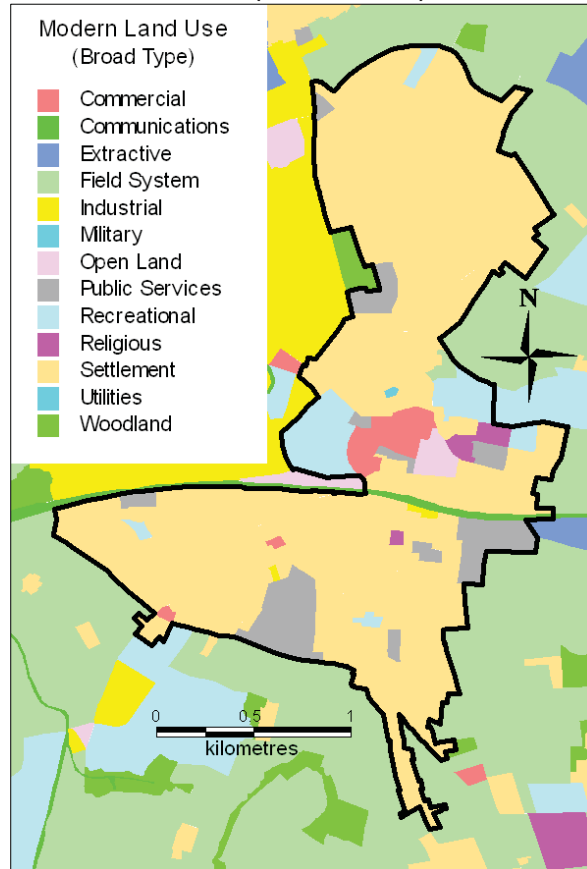 Modern Land Use
(Broad Type)
Commercial
Communications
Extractive
Field System
Industrial
Military
Open Land
Public Services
Recreational
Religious
Settlement
Utilities
Woodland
N
0 0.5 1
kilometres